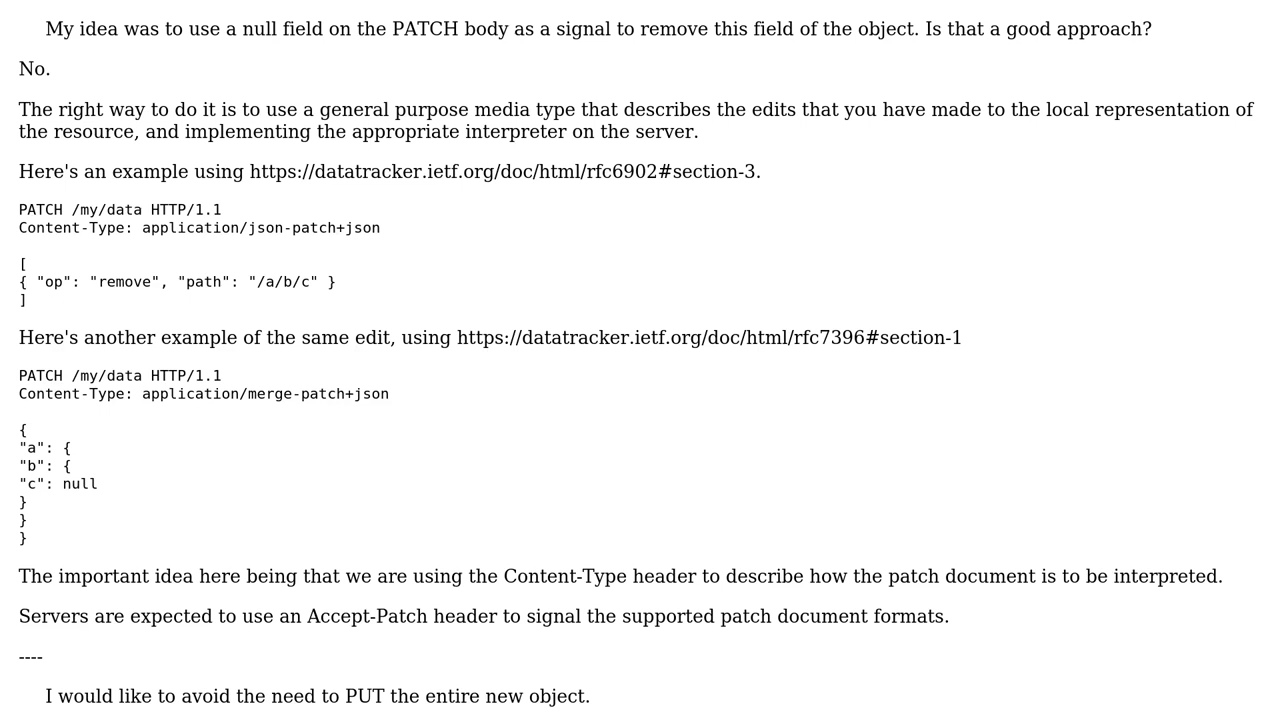 My idea was to use a null field on the PATCH body as a signal to remove this field of the object. Is that a good approach?
No.
The right way to do it is to use a general purpose media type that describes the edits that you have made to the local representation of
the resource, and implementing the appropriate interpreter on the server.
Here's an example using https://datatracker.ietf.org/doc/html/rfc6902#section-3.
PATCH /my/data HTTP/1.1
Content-Type: application/json-patch+json
[
{ "op": "remove", "path": "/a/b/c" }
]
Here's another example of the same edit, using https://datatracker.ietf.org/doc/html/rfc7396#section-1
PATCH /my/data HTTP/1.1
Content-Type: application/merge-patch+json
{
"a": {
"b": {
"c": null
}
}
}
The important idea here being that we are using the Content-Type header to describe how the patch document is to be interpreted.
Servers are expected to use an Accept-Patch header to signal the supported patch document formats.
----
I would like to avoid the need to PUT the entire new object.